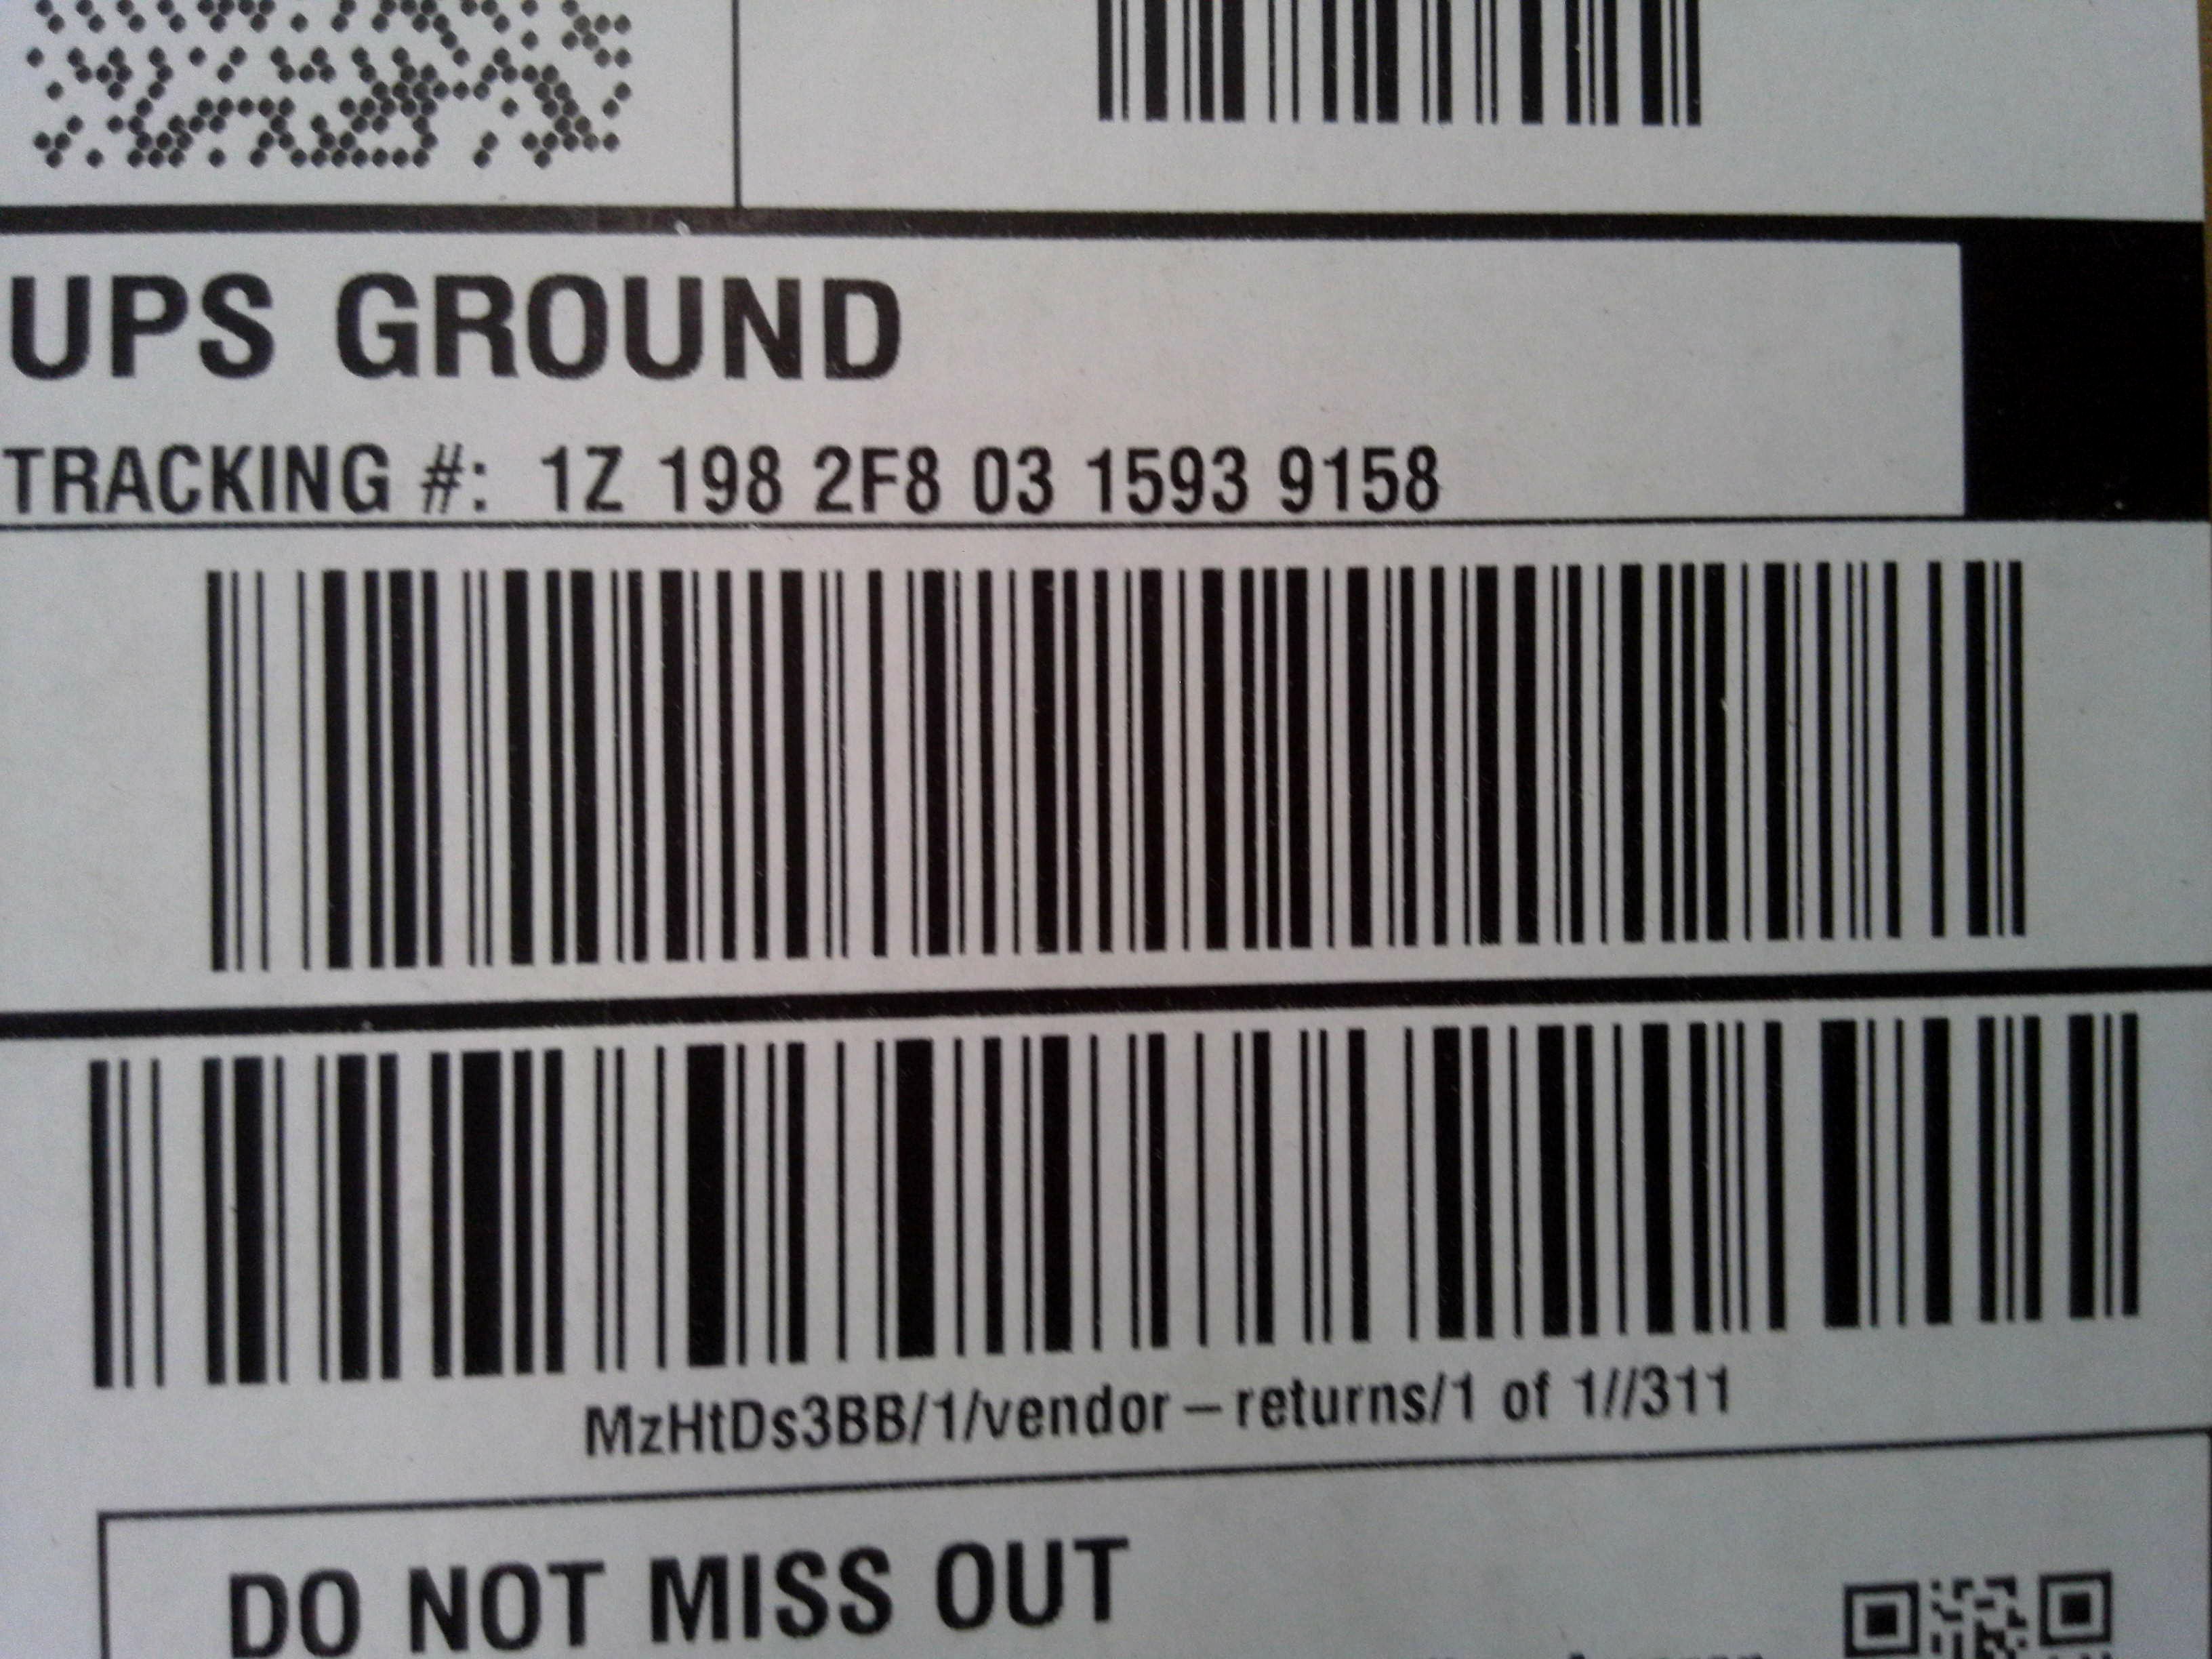 UPS GROUND
TRACKING #: 1Z 198 2F8 03 1593 9158
MzHtDs3BB/1/vendor-returns/1 of 1//311
DO NOT MISS OUT